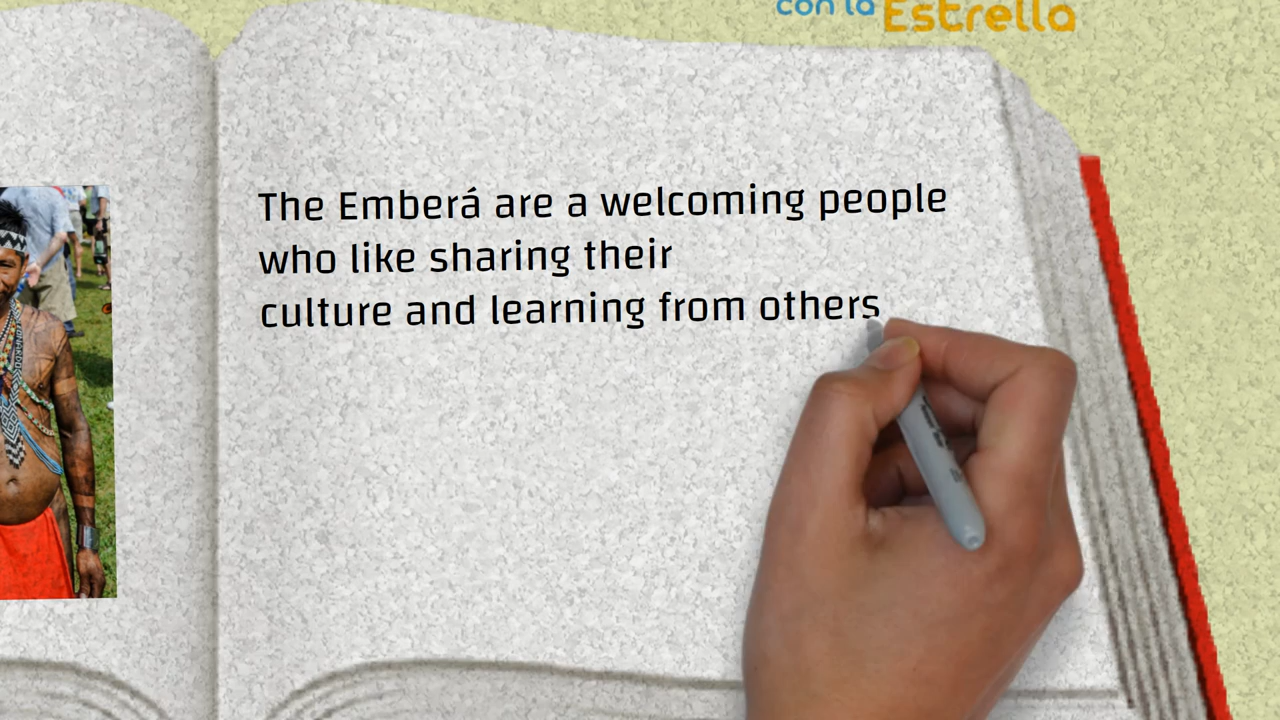 con la Estrella
The Emberá are a welcoming people
who like sharing their
culture and learning from others